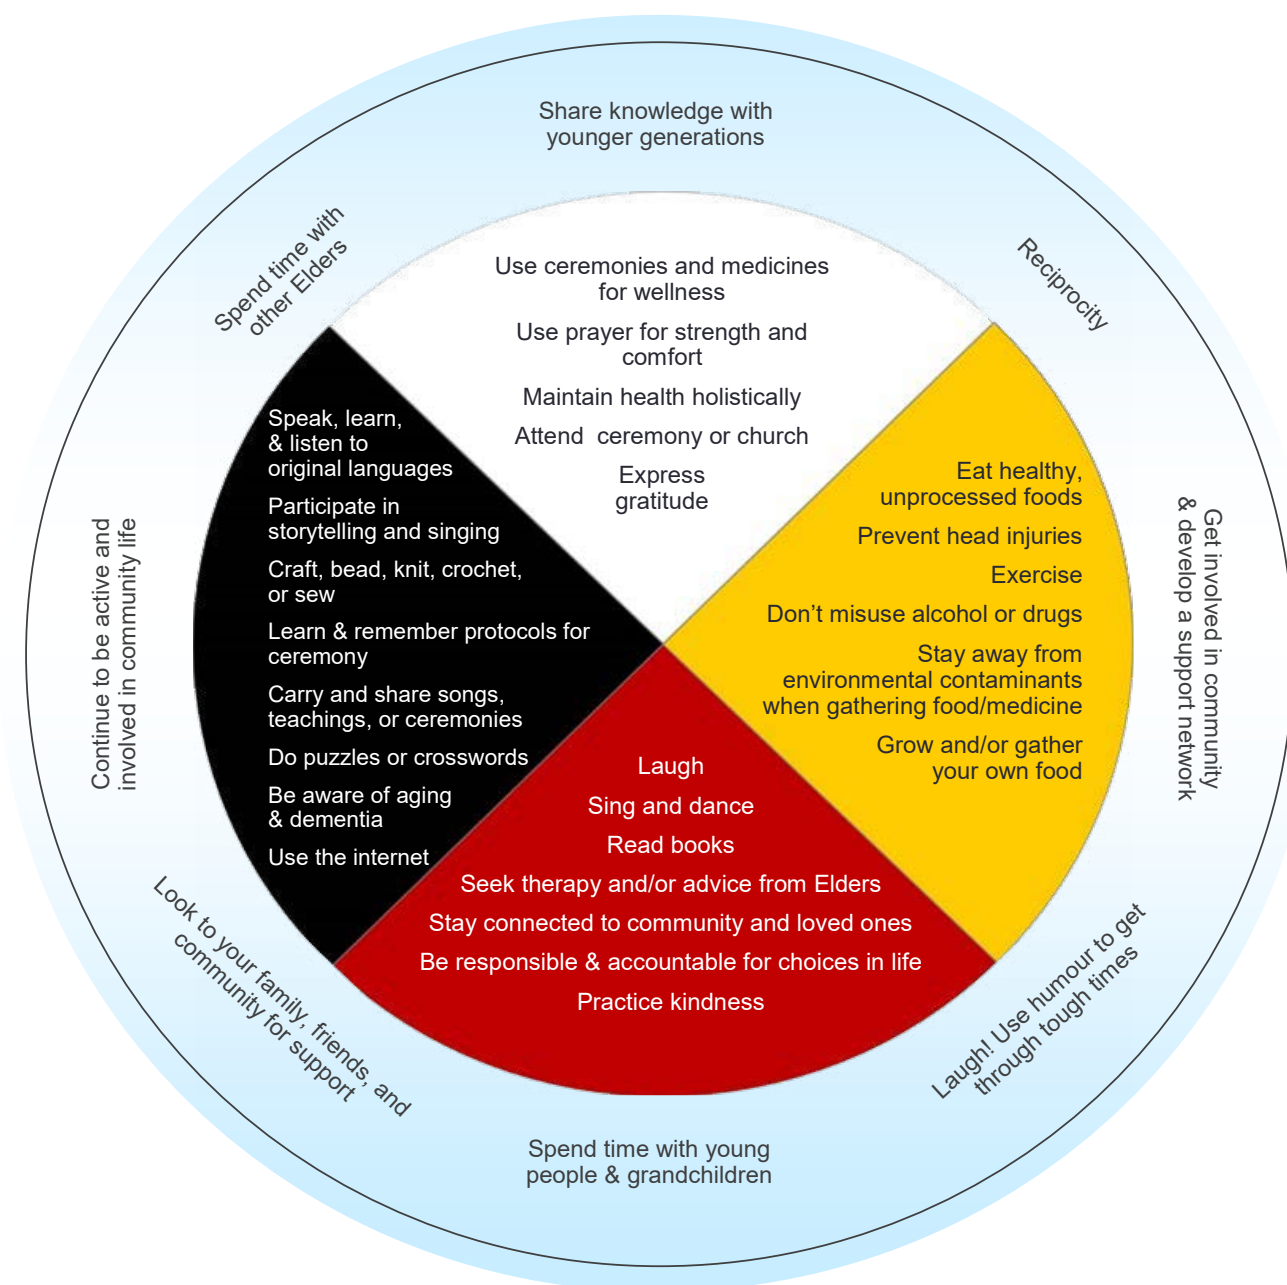 Share knowledge with
younger generations
Spend time with
other Elders
Reciprocity
Use ceremonies and medicines
for wellness
Use prayer for strength and
comfort
Maintain health holistically
Attend ceremony or church
Express
gratitude
Speak, learn,
& listen to
original languages
Participate in
storytelling and singing
Craft, bead, knit, crochet,
or sew
Learn & remember protocols for
ceremony
Carry and share songs,
teachings, or ceremonies
Do puzzles or crosswords
Be aware of aging
& dementia
Use the internet
Eat healthy,
unprocessed foods
Prevent head injuries
Exercise
Don’t misuse alcohol or drugs
Stay away from
environmental contaminants
when gathering food/medicine
Grow and/or gather
your own food
Laugh
Sing and dance
Read books
Seek therapy and/or advice from Elders
Stay connected to community and loved ones
Be responsible & accountable for choices in life
Practice kindness
Continue to be active and
involved in community life
Get involved in community
& develop a support network
Look to your family, friends, and
community for support
Laugh! Use humour to get
through tough times
Spend time with young
people & grandchildren